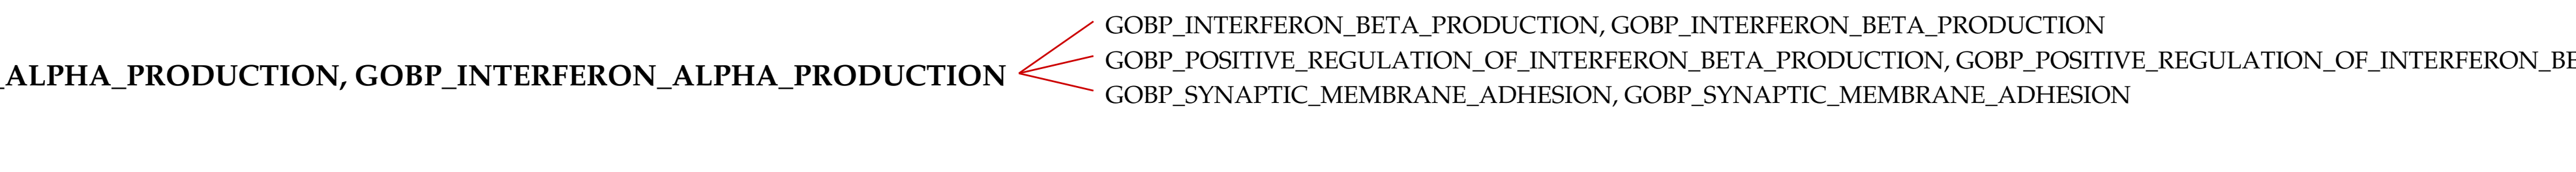 _ALPHA_PRODUCTION, GOBP_INTERFERON_ALPHA_PRODUCTION
GOBP_INTERFERON_BETA_PRODUCTION, GOBP_INTERFERON_BETA_PRODUCTION
GOBP_POSITIVE_REGULATION_OF_INTERFERON_BETA_PRODUCTION, GOBP_POSITIVE_REGULATION_OF_INTERFERON_BE
GOBP_SYNAPTIC_MEMBRANE_ADHESION, GOBP_SYNAPTIC_MEMBRANE_ADHESION